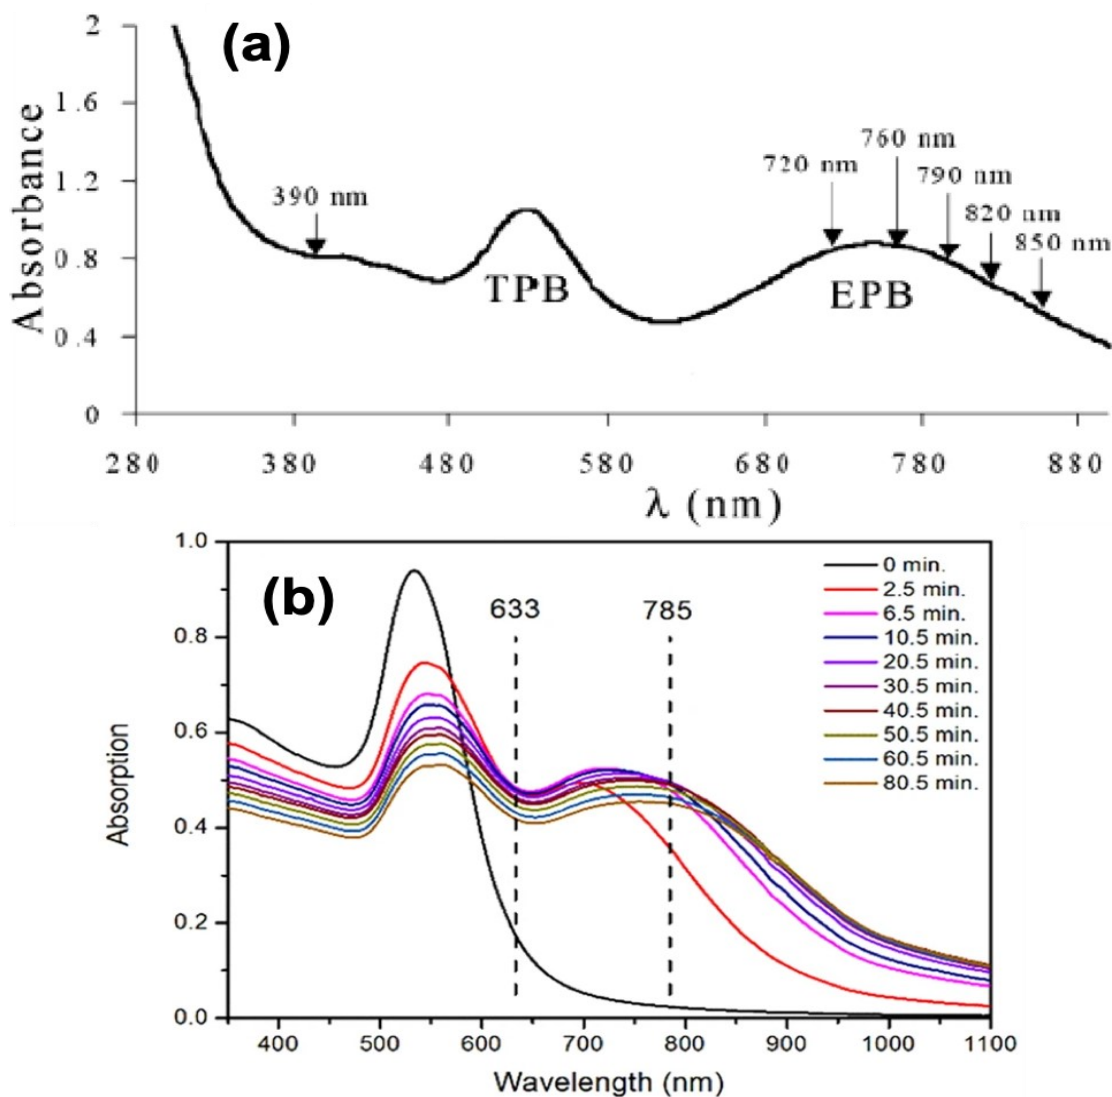 (a)
2
1.6
1.2
0.8
0.4
0
Absorbance
390 nm
TPB
720 nm
760 nm
790 nm
820 nm
850 nm
EPB
280 380 480 580 680 780 880
λ (nm)
(b)
1.0
0.8
0.6
0.4
0.2
0.0
Absorption
633 785
0 min.
2.5 min.
6.5 min.
10.5 min.
20.5 min.
30.5 min.
40.5 min.
50.5 min.
60.5 min.
80.5 min.
400 500 600 700 800 900 1000 1100
Wavelength (nm)